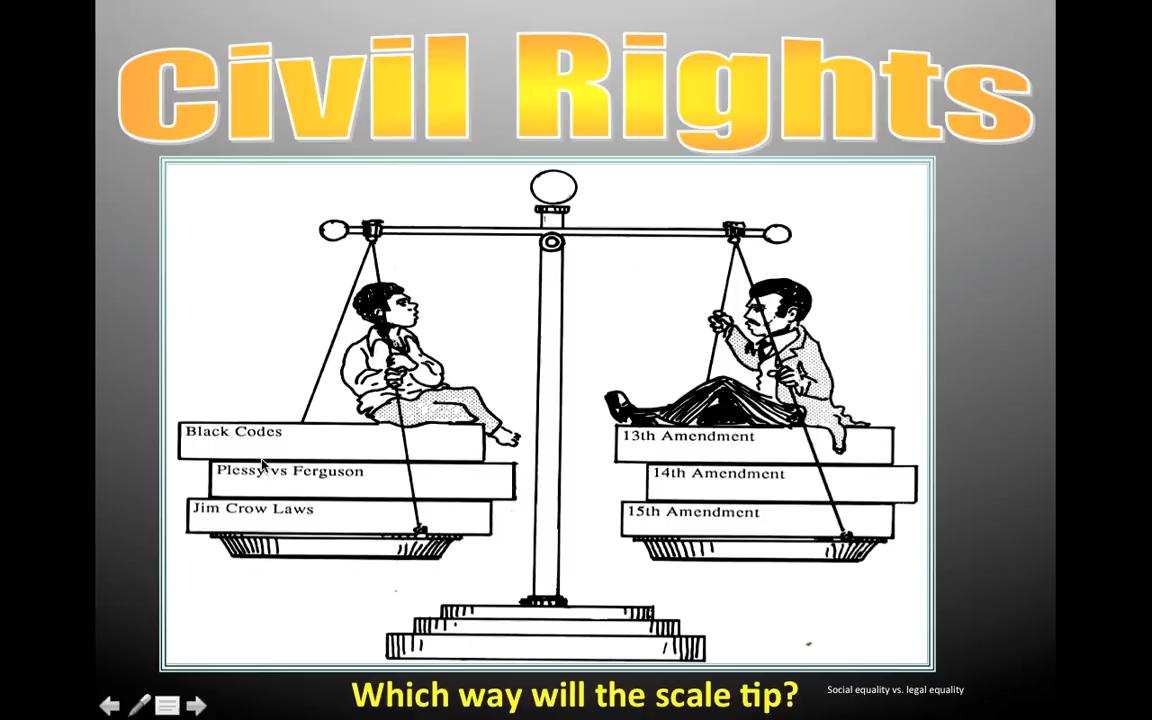 Civil Rights
Black Codes
Plessy vs Ferguson
Jim Crow Laws
13th Amendment
14th Amendment
15th Amendment
Which way will the scale tip?
Social equality vs. legal equality